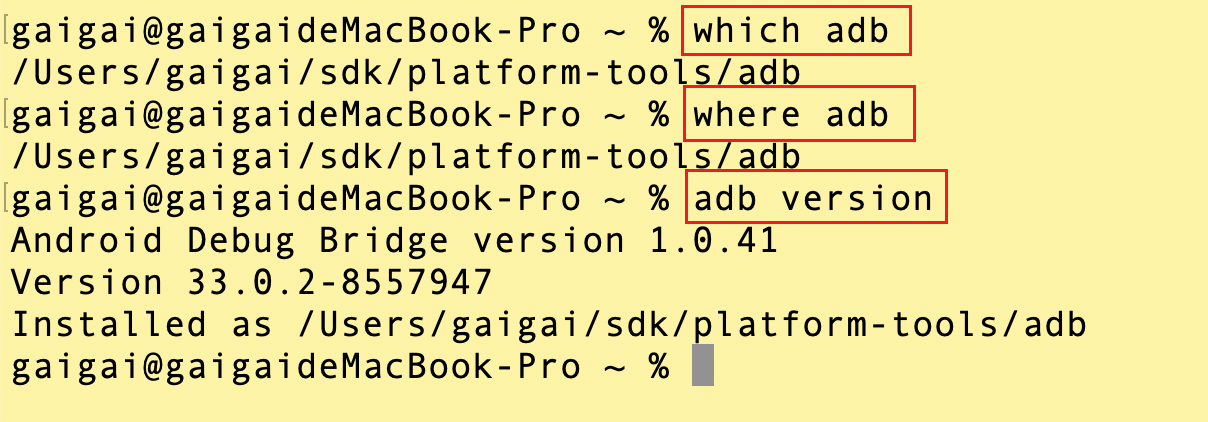 gaigai@gaigaideMacBook-Pro ~ % which adb
/Users/gaigai/sdk/platform-tools/adb
gaigai@gaigaideMacBook-Pro ~ % where adb
/Users/gaigai/sdk/platform-tools/adb
gaigai@gaigaideMacBook-Pro ~ % adb version
Android Debug Bridge version 1.0.41
Version 33.0.2-8557947
Installed as /Users/gaigai/sdk/platform-tools/adb
gaigai@gaigaideMacBook-Pro ~ %